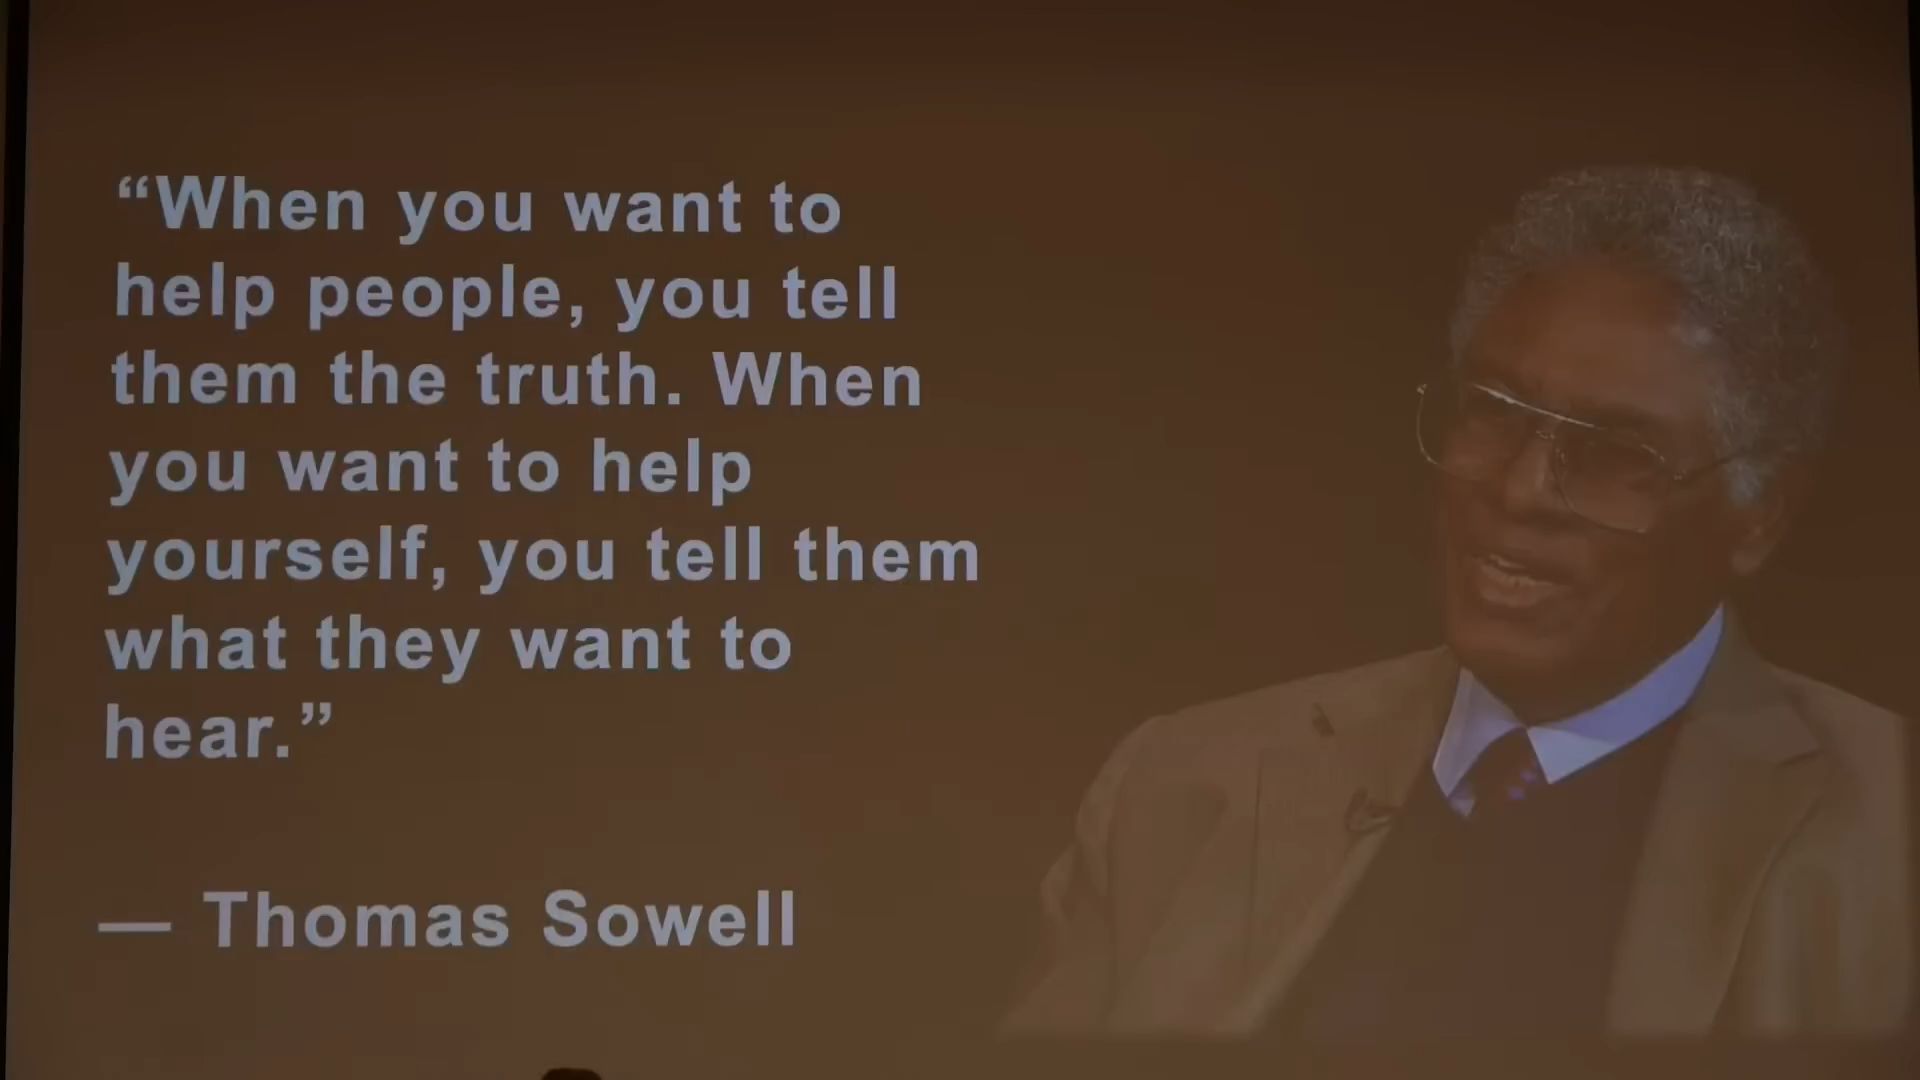 “When you want to
help people, you tell
them the truth. When
you want to help
yourself, you tell them
what they want to
hear.”
— Thomas Sowell